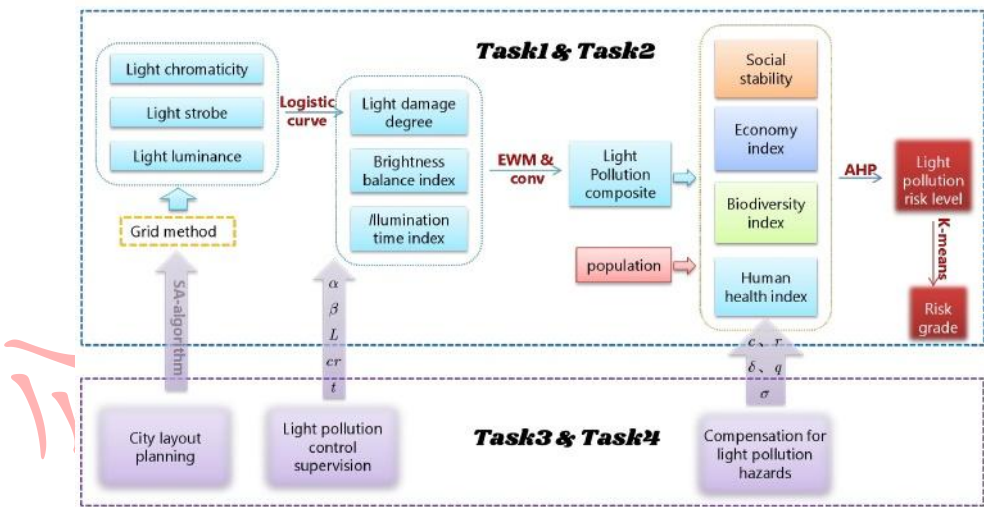 Task1 & Task2
Light chromaticity
Light strobe
Light luminance
Grid method
Logistic
curve
Light damage
degree
Brightness
balance index
Illumination
time index
EWM &
conv
Light
Pollution
composite
population
Social
stability
Economy
index
Biodiversity
index
Human
health index
AHP
Light
pollution
risk level
K-means
Risk
grade
SA-algorithm
α
β
L
cr
t
c、r
δ、q
σ
Task3 & Task4
City layout
planning
Light pollution
control
supervision
Compensation for
light pollution
hazards